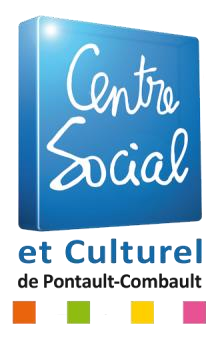 Centre
Social
et Culturel
de Pontault-Combault